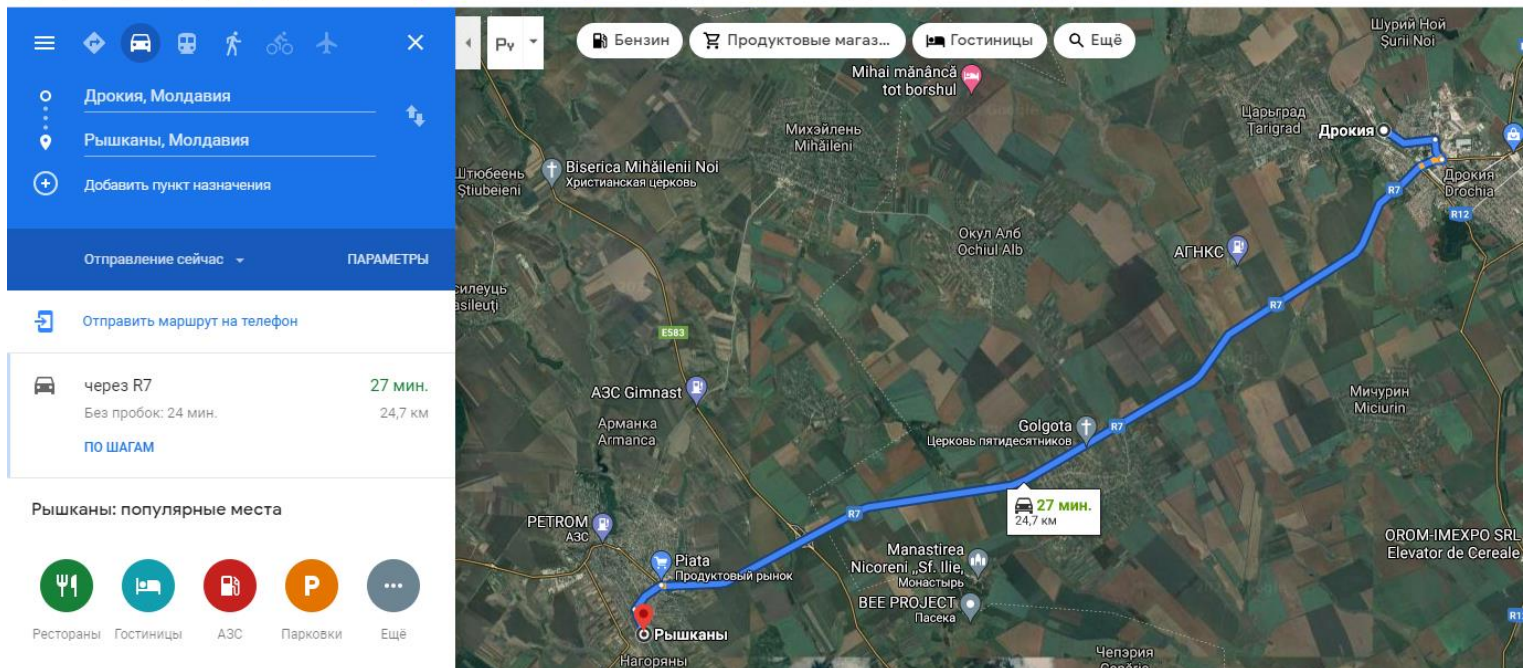 Дрокия, Молдавия
Рышканы, Молдавия
Добавить пункт назначения
Отправление сейчас
ПАРАМЕТРЫ
Отправить маршрут на телефон
через R7
27 мин.
Без пробок: 24 мин.
24,7 км
ПО ШАГАМ
Рышканы: популярные места
Рестораны
Гостиницы
АЗС
P
Парковки
Ещё
Ру
Бензин
Продуктовые магаз...
Гостиницы
Ещё
Шурий Ной
Șurii Noi
Mihai mănâncă
tot borshul
Царьград
Țarigrad
Дрокия
Михэйлень
Mihăileni
Штюбеень
Știubeieni
Biserica Mihăilenii Noi
Христианская церковь
Дрокия
Drochia
R7
R12
Окул Алб
Ochiul Alb
АГНКС
силеуць
asileuți
R7
E583
АЗС Gimnast
Мичурин
Miciurin
Арманка
Armanca
Golgota
Церковь пятидесятников
R7
27 мин.
24,7 км
R7
PETROM
АЗС
OROM-IMEXPO SRL
Elevator de Cereale
Piata
Продуктовый рынок
Manastirea
Nicoreni „Sf. Ilie,
Монастырь
BEE PROJECT
Пасека
Рышканы
Нагоряны
Чепэрия